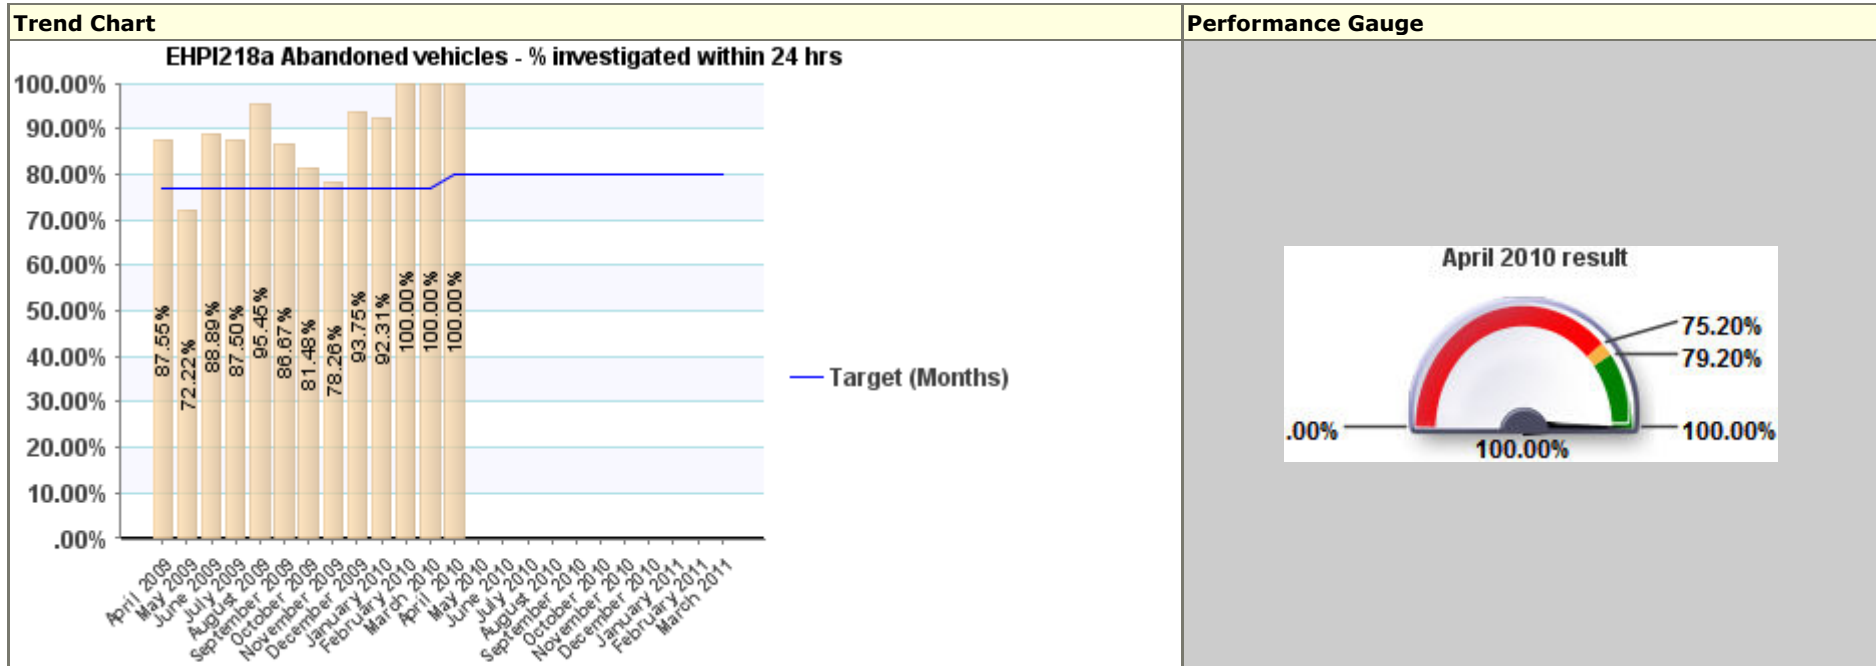 Trend Chart
Performance Gauge
EHPI218a Abandoned vehicles - % investigated within 24 hrs
100.00%
90.00%
80.00%
70.00%
60.00%
50.00%
40.00%
30.00%
20.00%
10.00%
.00%
87.55%
72.22%
88.89%
87.50%
95.45%
86.67%
81.48%
78.26%
93.75%
92.31%
100.00%
100.00%
100.00%
April 2009
May 2009
June 2009
July 2009
August 2009
September 2009
October 2009
November 2009
December 2009
January 2010
February 2010
March 2010
April 2010
May 2010
June 2010
July 2010
August 2010
September 2010
October 2010
November 2010
December 2010
January 2011
February 2011
March 2011
Target (Months)
April 2010 result
75.20%
79.20%
.00%
100.00%
100.00%